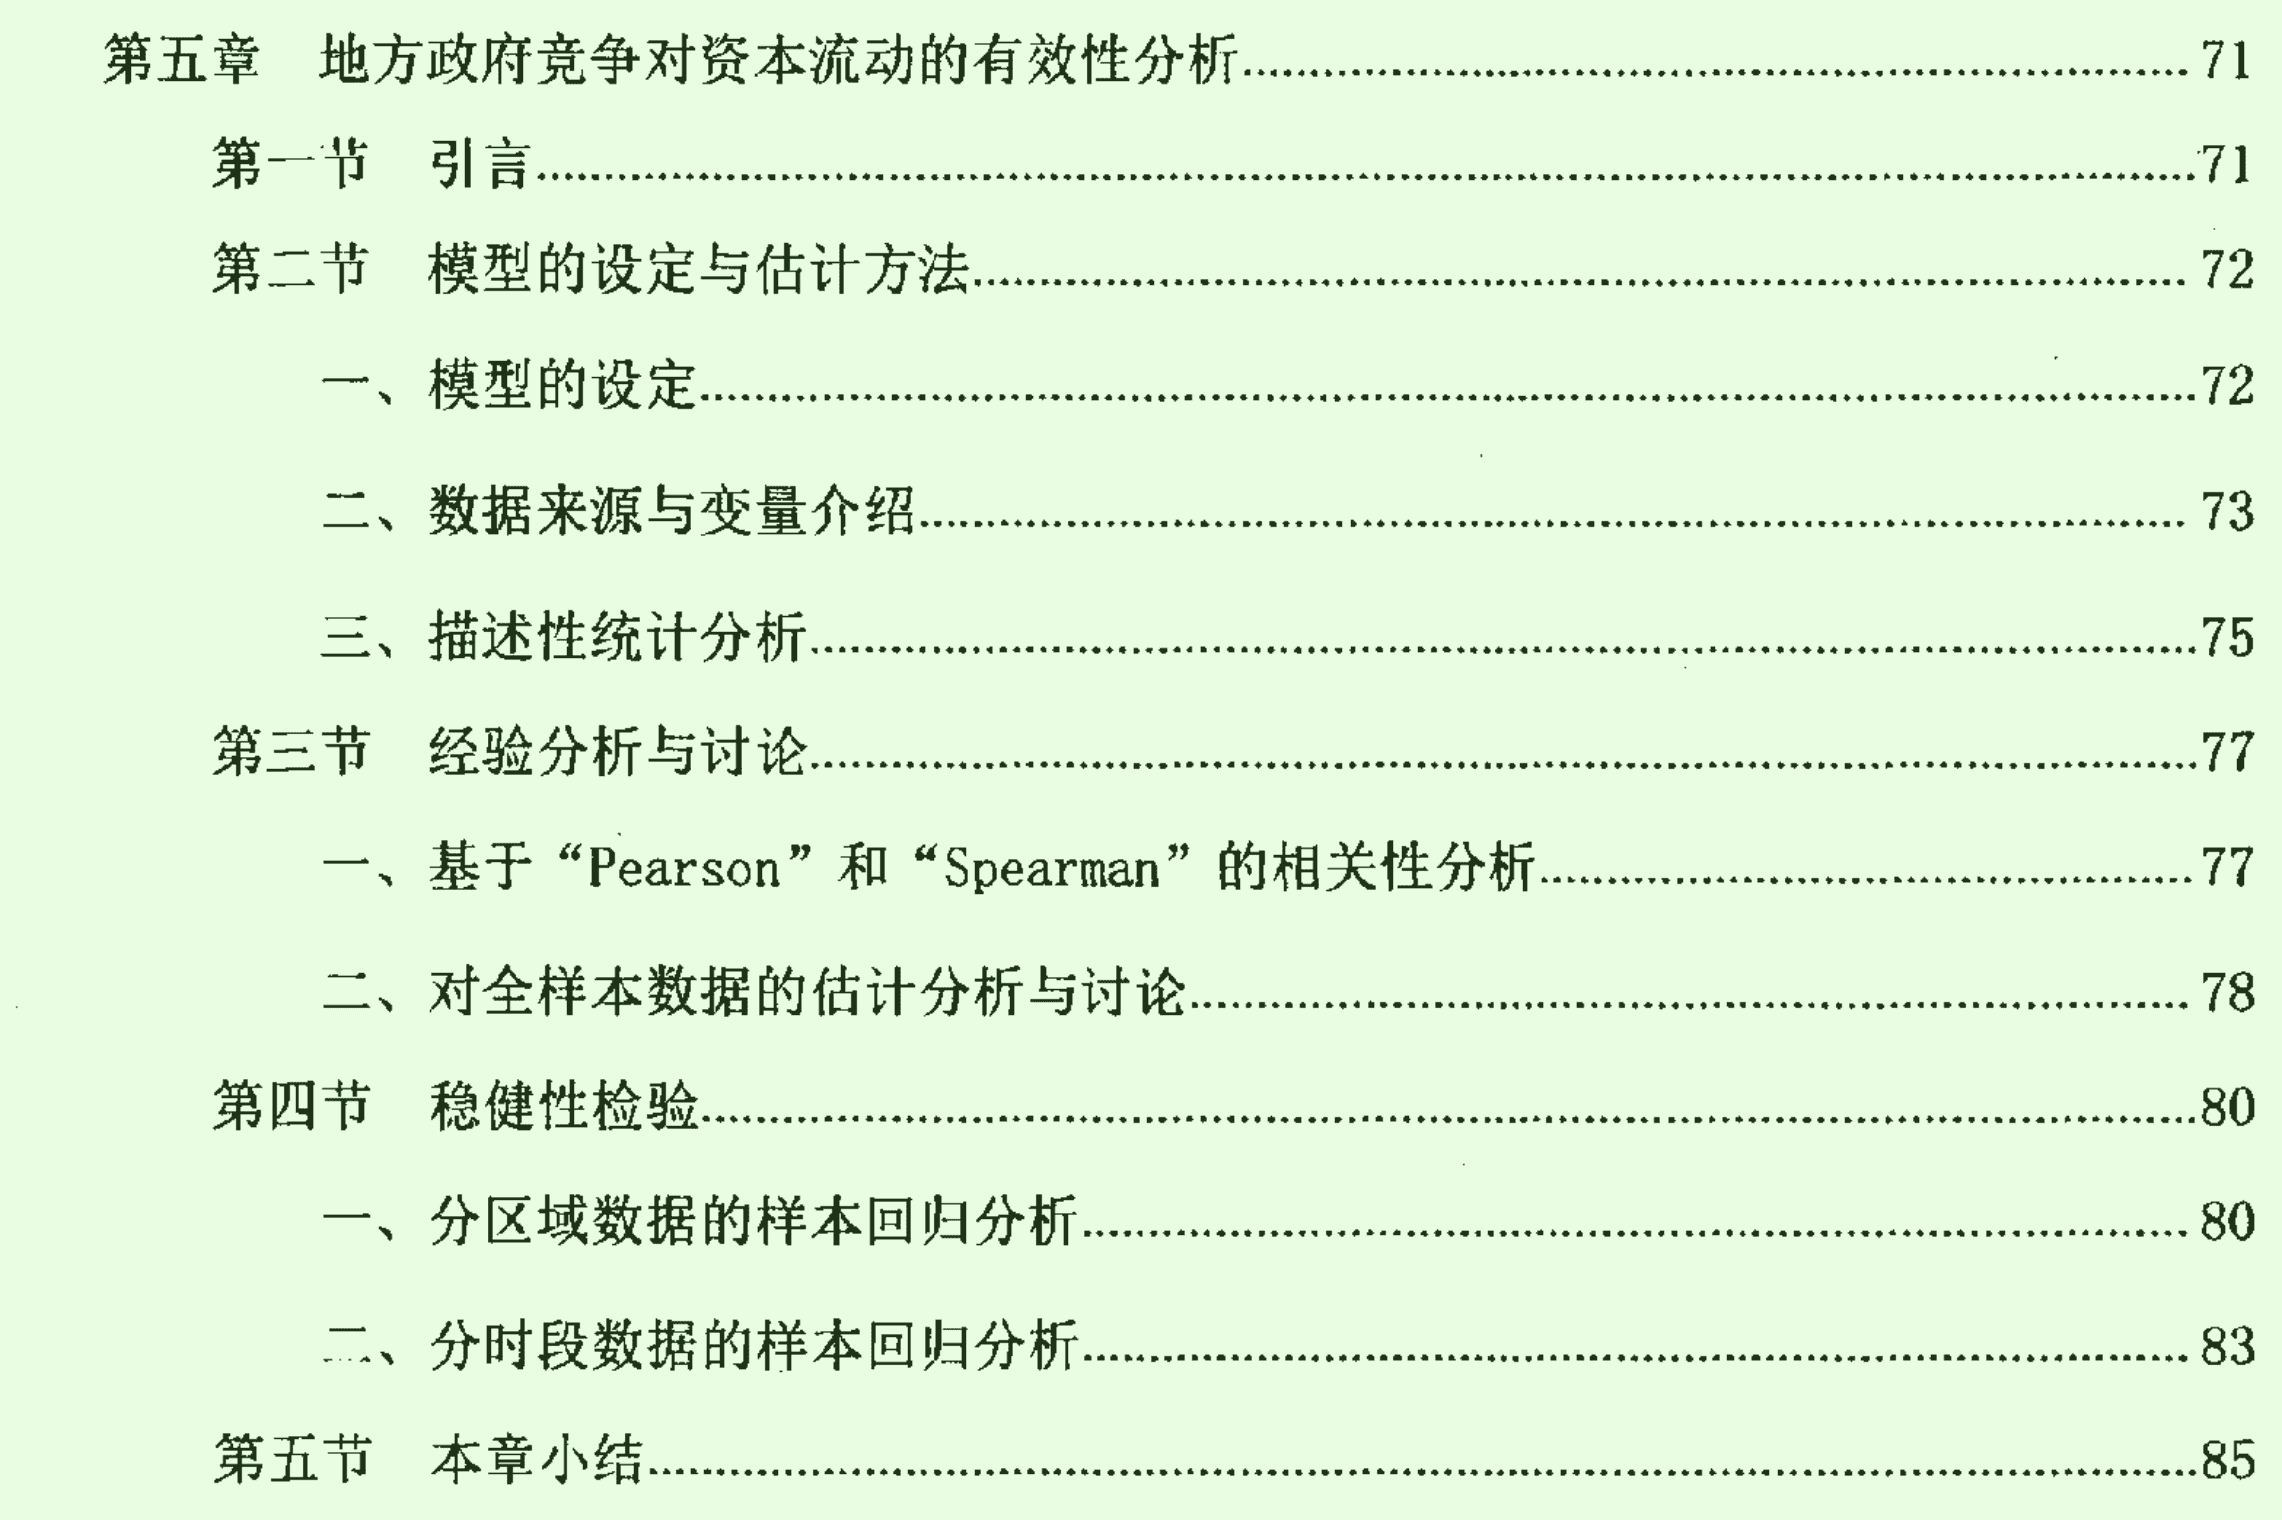 第五章 地方政府竞争对资本流动的有效性分析 71
第一节 引言 71
第二节 模型的设定与估计方法 72
一、模型的设定 72
二、数据来源与变量介绍 73
三、描述性统计分析 75
第三节 经验分析与讨论 77
一、基于“Pearson”和“Spearman”的相关性分析 77
二、对全样本数据的估计分析与讨论 78
第四节 稳健性检验 80
一、分区域数据的样本回归分析 80
二、分时段数据的样本回归分析 83
第五节 本章小结 85